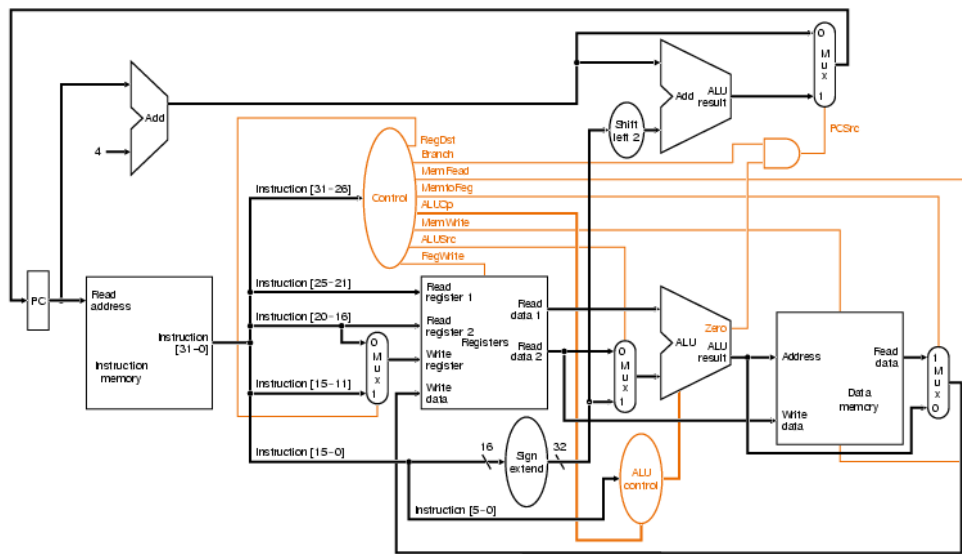 0
M
u
x
1
Add
ALU
result
Add
4
Shift
left 2
PCSrc
RegDst
Branch
MemRead
MemtoReg
ALUOp
MemWrite
ALUSrc
RegWrite
Control
Instruction [31-26]
Instruction [25-21]
Instruction [20-16]
Instruction [15-11]
Instruction [15-0]
Instruction [5-0]
PC
Read
address
Instruction
[31-0]
Instruction
memory
0
M
u
x
1
Read
register 1
Read
register 2
Registers
Write
register
Write
data
Read
data 1
Read
data 2
0
M
u
x
1
Zero
ALU
ALU
result
Address
Read
data
Data
memory
Write
data
1
M
u
x
0
16
Sign
extend
32
ALU
control